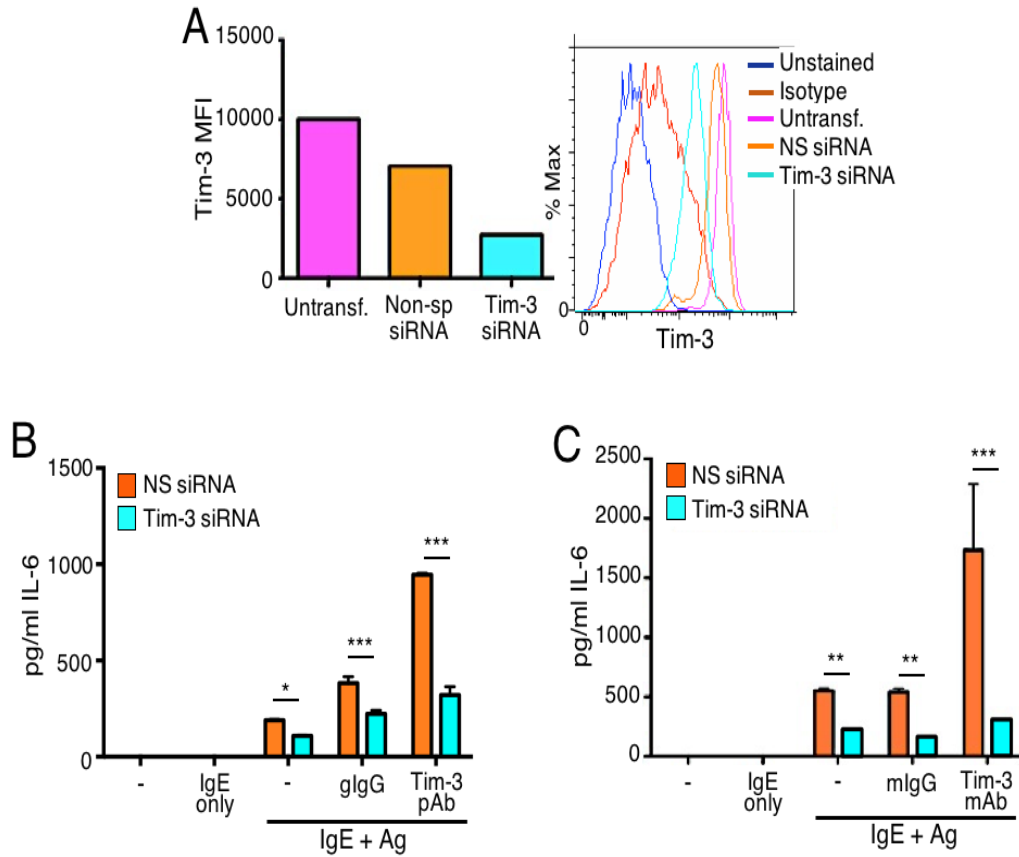 A
15000
10000
5000
0
Tim-3 MFI
Untransf.
Non-sp
siRNA
Tim-3
siRNA
% Max
0
0
Tim-3
Unstained
Isotype
Untransf.
NS siRNA
Tim-3 siRNA
B
1500
1000
500
0
pg/ml IL-6
NS siRNA
Tim-3 siRNA
*
***
***
-
IgE
only
-
gIgG
Tim-3
pAb
IgE + Ag
C
2500
2000
1500
1000
500
0
pg/ml IL-6
NS siRNA
Tim-3 siRNA
**
**
***
-
IgE
only
-
mIgG
Tim-3
mAb
IgE + Ag